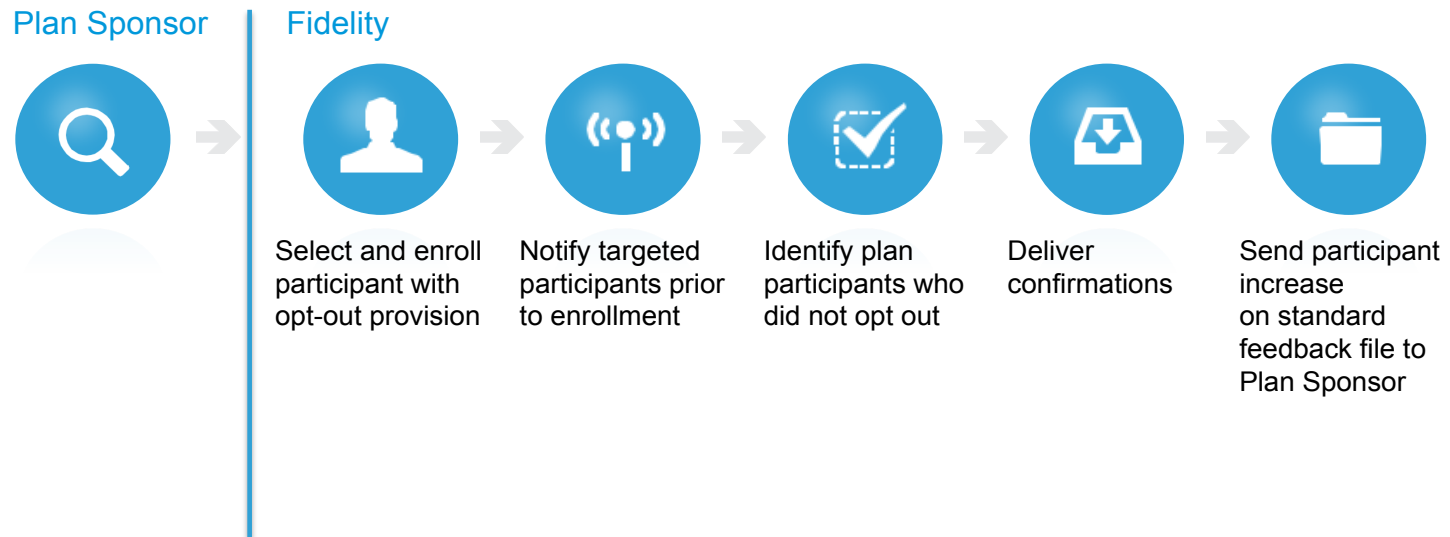 Plan Sponsor
Fidelity
Select and enroll
participant with
opt-out provision
Notify targeted
participants prior
to enrollment
Identify plan
participants who
did not opt out
Deliver
confirmations
Send participant
increase
on standard
feedback file to
Plan Sponsor